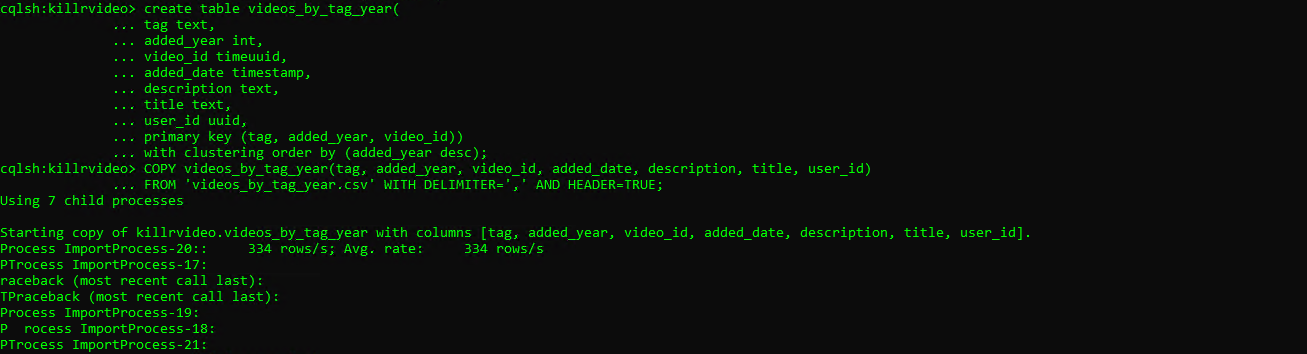 cqlsh:killrvideo> create table videos_by_tag_year(
... tag text,
... added_year int,
... video_id timeuuid,
... added_date timestamp,
... description text,
... title text,
... user_id uuid,
... primary key (tag, added_year, video_id))
... with clustering order by (added_year desc);
cqlsh:killrvideo> COPY videos_by_tag_year(tag, added_year, video_id, added_date, description, title, user_id)
... FROM 'videos_by_tag_year.csv' WITH DELIMITER=',' AND HEADER=TRUE;
Using 7 child processes
Starting copy of killrvideo.videos_by_tag_year with columns [tag, added_year, video_id, added_date, description, title, user_id].
Process ImportProcess-20::     334 rows/s; Avg. rate:     334 rows/s
PTrocess ImportProcess-17:
raceback (most recent call last):
TPraceback (most recent call last):
Process ImportProcess-19:
P  rocess ImportProcess-18:
PTrocess ImportProcess-21: